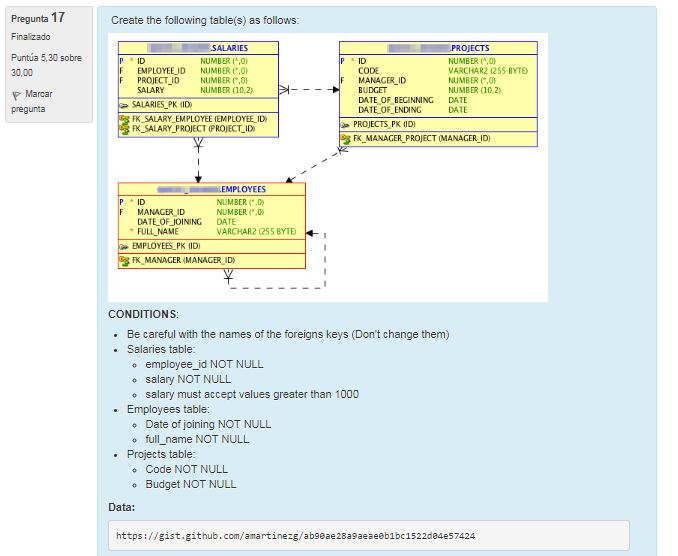 Pregunta 17
Finalizado
Puntúa 5,30 sobre
30,00
Marcar
pregunta
Create the following table(s) as follows:
.SALARIES
P * ID NUMBER (*,0)
F EMPLOYEE_ID NUMBER (*,0)
F PROJECT_ID NUMBER (*,0)
SALARY NUMBER (10,2)
SALARIES_PK (ID)
FK_SALARY_EMPLOYEE (EMPLOYEE_ID)
FK_SALARY_PROJECT (PROJECT_ID)
.PROJECTS
P * ID NUMBER (*,0)
CODE VARCHAR2 (255 BYTE)
F MANAGER_ID NUMBER (*,0)
BUDGET NUMBER (10,2)
DATE_OF_BEGINNING DATE
DATE_OF_ENDING DATE
PROJECTS_PK (ID)
FK_MANAGER_PROJECT (MANAGER_ID)
.EMPLOYEES
P * ID NUMBER (*,0)
F MANAGER_ID NUMBER (*,0)
DATE_OF_JOINING DATE
* FULL_NAME VARCHAR2 (255 BYTE)
EMPLOYEES_PK (ID)
FK_MANAGER (MANAGER_ID)
CONDITIONS:
Be careful with the names of the foreigns keys (Don't change them)
Salaries table:
employee_id NOT NULL
salary NOT NULL
salary must accept values greater than 1000
Employees table:
Date of joining NOT NULL
full_name NOT NULL
Projects table:
Code NOT NULL
Budget NOT NULL
Data:
https://gist.github.com/amartinezg/ab90ae28a9aeae0b1bc1522d04e57424